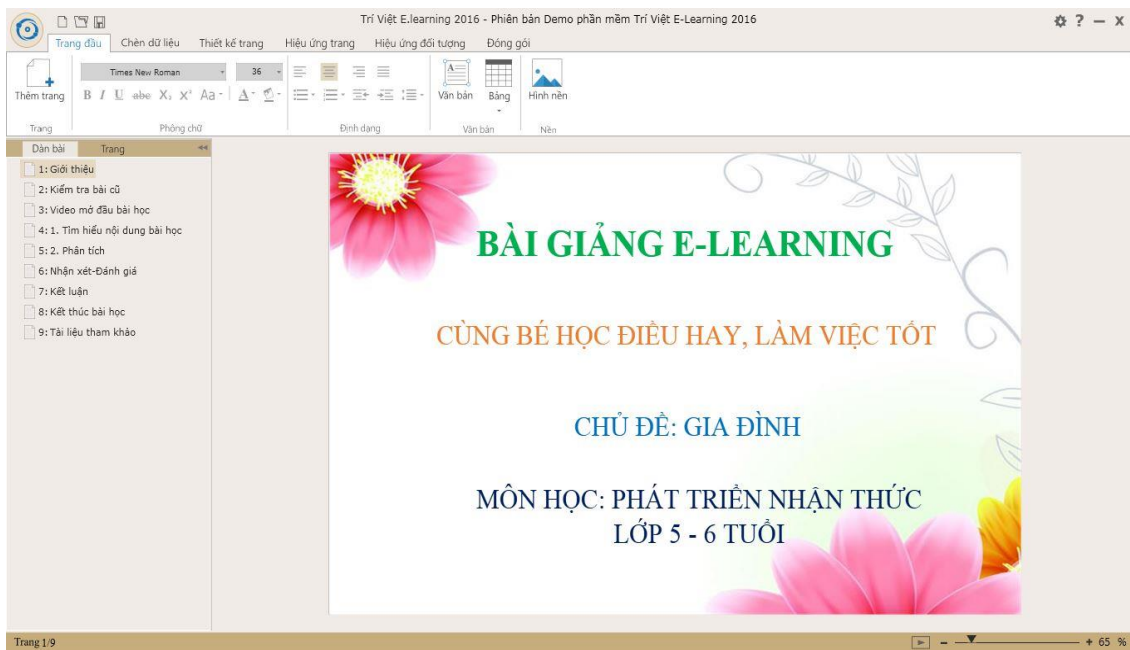 Trí Việt E.learning 2016 - Phiên bản Demo phần mềm Trí Việt E-Learning 2016
? – X
Trang đầu Chèn dữ liệu Thiết kế trang Hiệu ứng trang Hiệu ứng đối tượng Đóng gói
Times New Roman 36
Thêm trang B I U abc X₁ X¹ Aa A Văn bản Bảng Hình nền
Trang Phông chữ Định dạng Văn bản Nền
Dàn bài Trang
1: Giới thiệu
2: Kiểm tra bài cũ
3: Video mở đầu bài học
4: 1. Tìm hiểu nội dung bài học
5: 2. Phân tích
6: Nhận xét-Đánh giá
7: Kết luận
8: Kết thúc bài học
9: Tài liệu tham khảo
BÀI GIẢNG E-LEARNING
CÙNG BÉ HỌC ĐIỀU HAY, LÀM VIỆC TỐT
CHỦ ĐỀ: GIA ĐÌNH
MÔN HỌC: PHÁT TRIỂN NHẬN THỨC
LỚP 5 - 6 TUỔI
Trang 1/9 – + 65 %